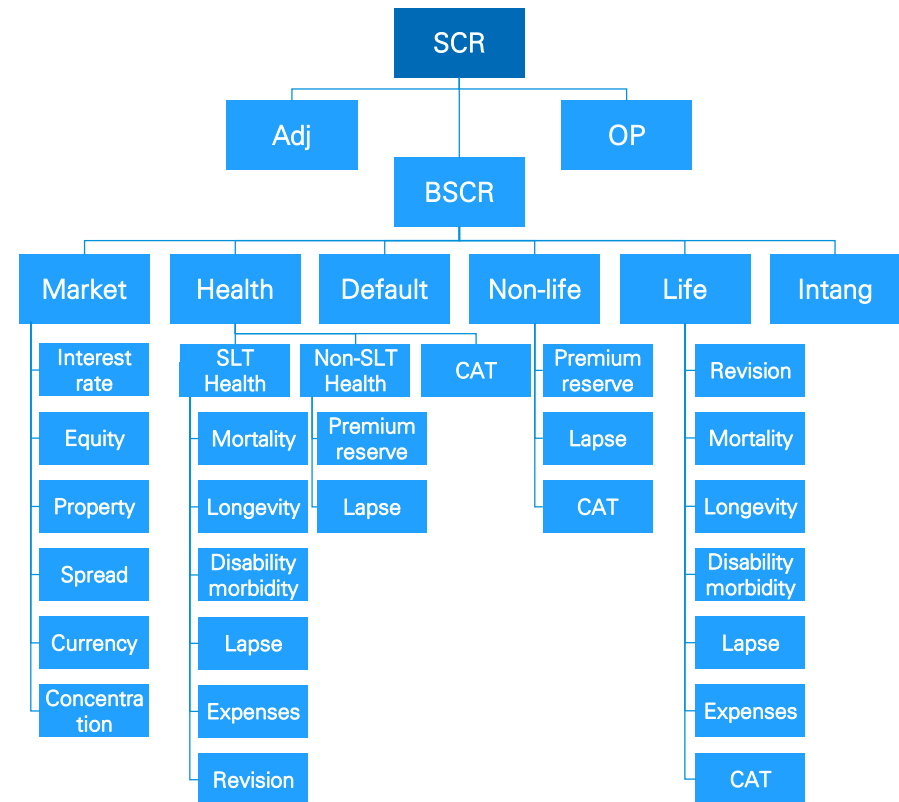 SCR
Adj
OP
BSCR
Market
Health
Default
Non-life
Life
Intang
Interest
rate
Equity
Property
Spread
Currency
Concentra
tion
SLT
Health
Mortality
Longevity
Disability
morbidity
Lapse
Expenses
Revision
Non-SLT
Health
Premium
reserve
Lapse
CAT
Premium
reserve
Lapse
CAT
Revision
Mortality
Longevity
Disability
morbidity
Lapse
Expenses
CAT